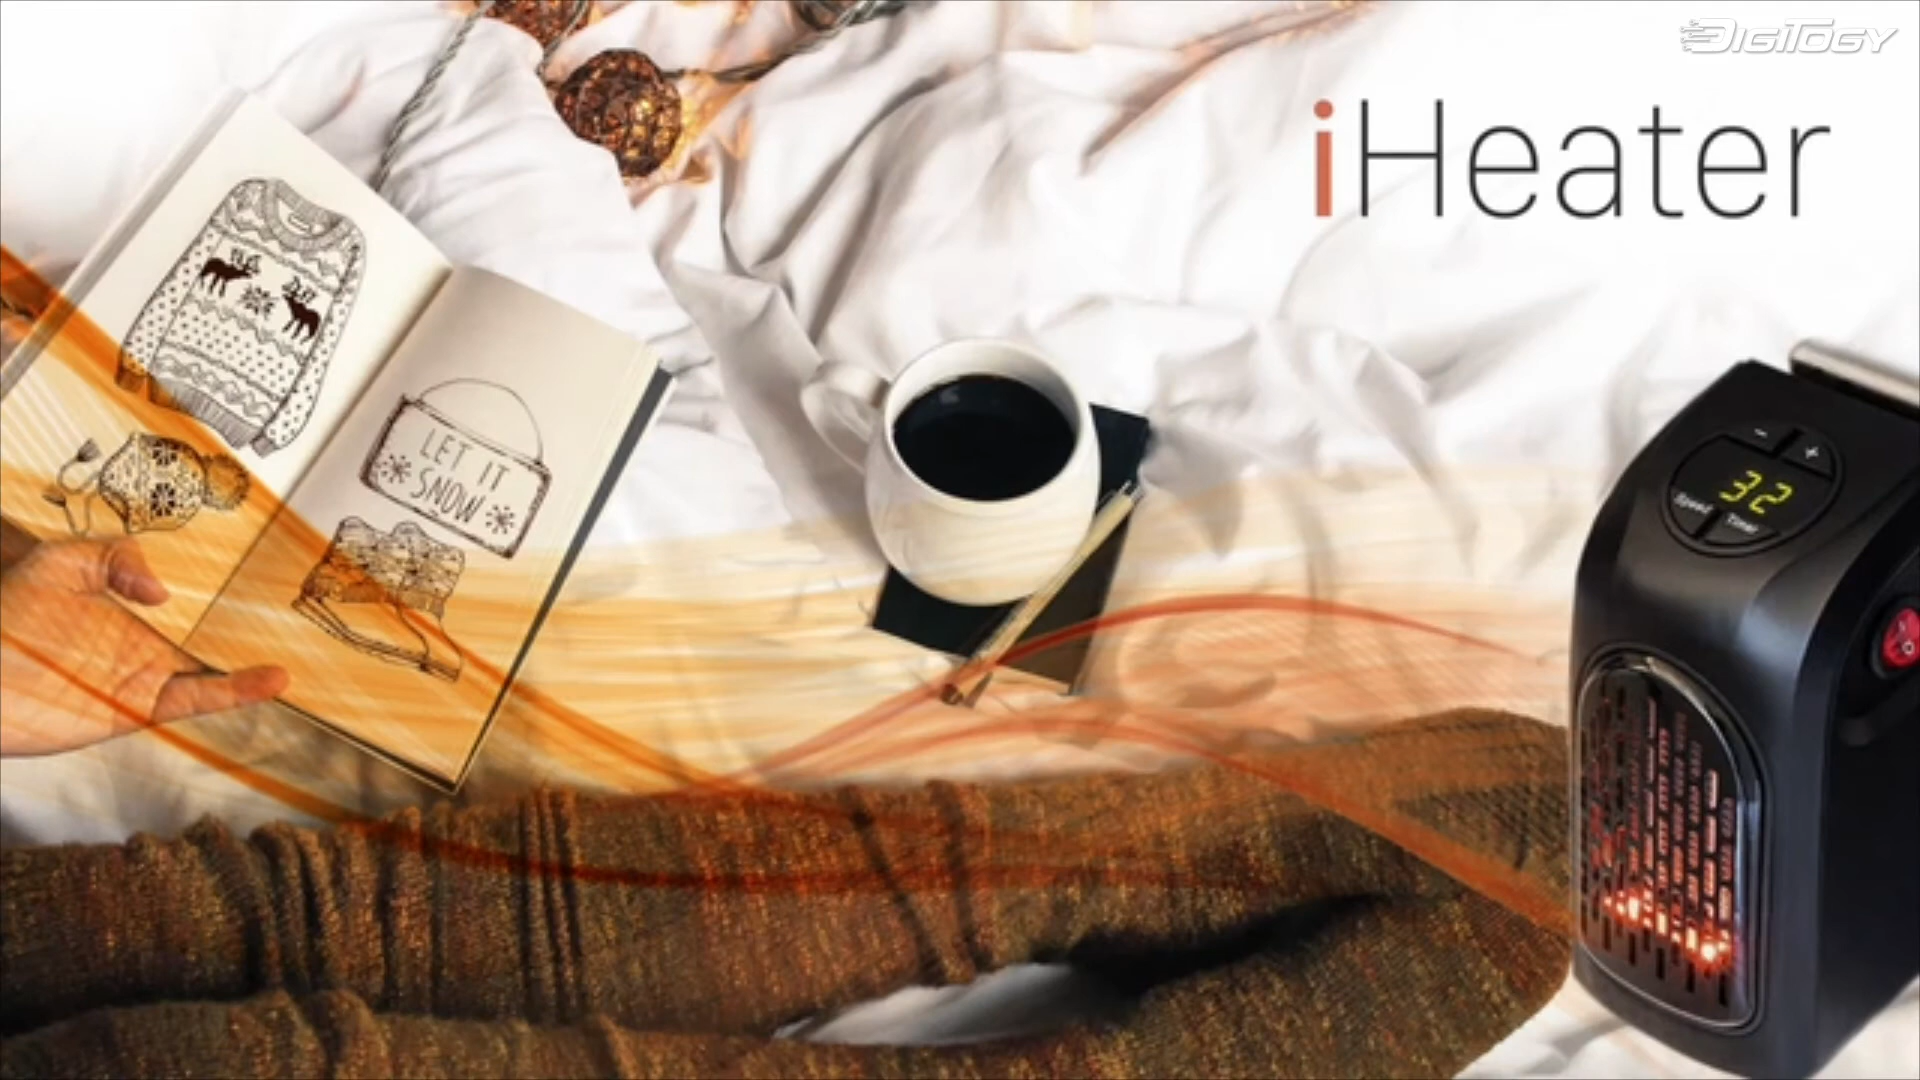 DIGITOGY
iHeater
LET IT
SNOW
- +
32
Speed Timer